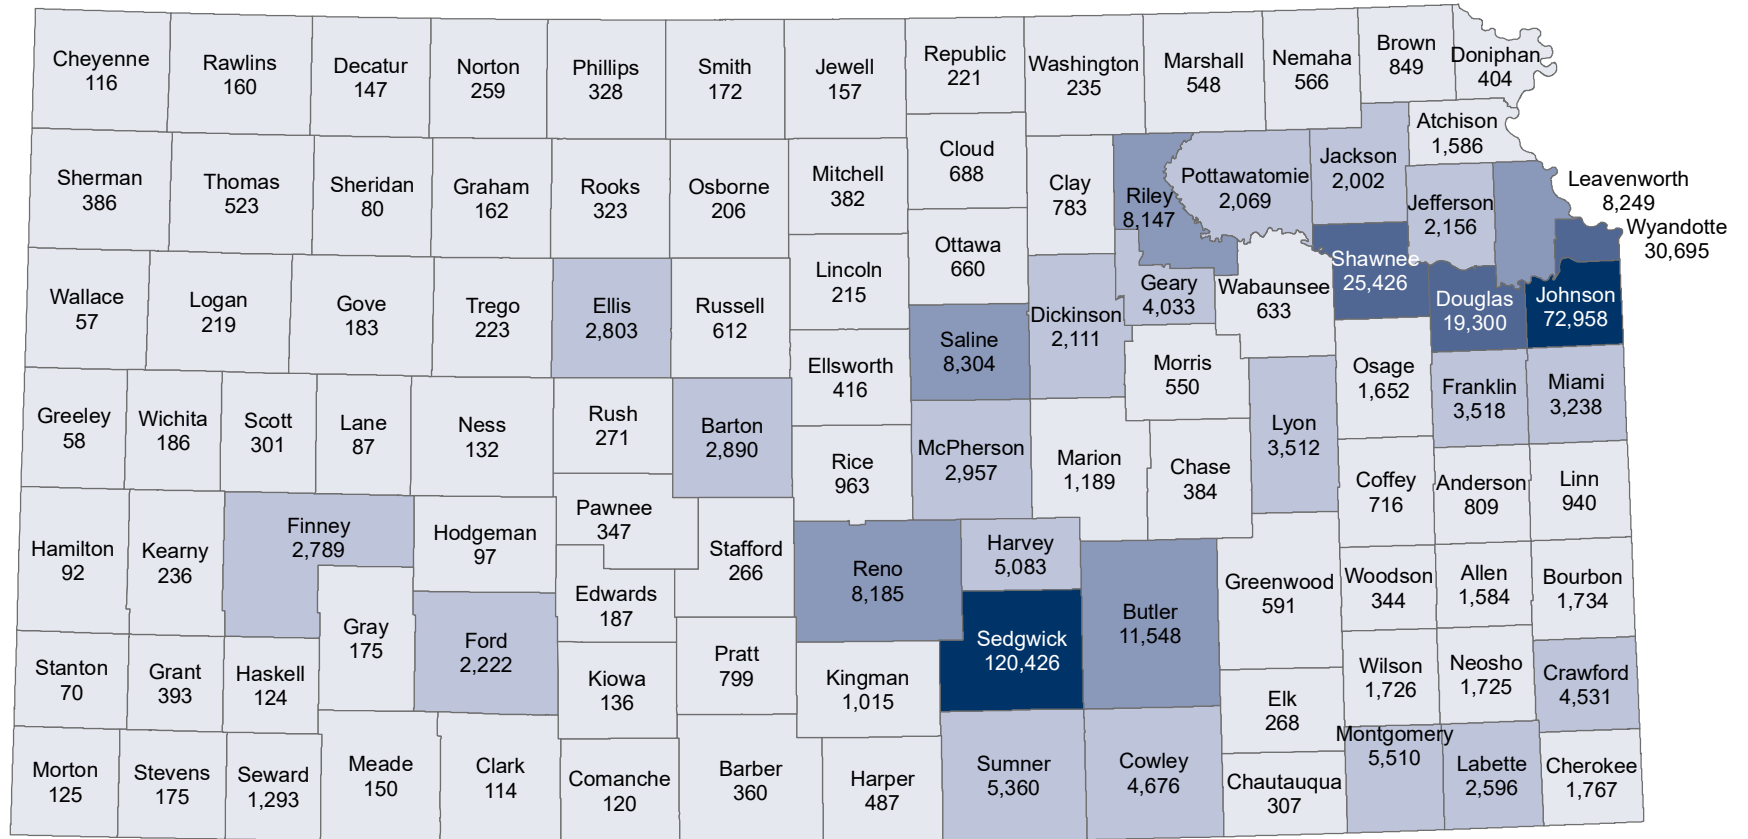 Cheyenne
116
Rawlins
160
Decatur
147
Norton
259
Phillips
328
Smith
172
Jewell
157
Republic
221
Washington
235
Marshall
548
Nemaha
566
Brown
849
Doniphan
404
Sherman
386
Thomas
523
Sheridan
80
Graham
162
Rooks
323
Osborne
206
Mitchell
382
Cloud
688
Clay
783
Riley
8,147
Pottawatomie
2,069
Jackson
2,002
Atchison
1,586
Jefferson
2,156
Leavenworth
8,249
Wyandotte
30,695
Wallace
57
Logan
219
Gove
183
Trego
223
Ellis
2,803
Russell
612
Lincoln
215
Ottawa
660
Saline
8,304
Dickinson
2,111
Geary
4,033
Wabaunsee
633
Shawnee
25,426
Douglas
19,300
Johnson
72,958
Greeley
58
Wichita
186
Scott
301
Lane
87
Ness
132
Rush
271
Barton
2,890
Ellsworth
416
Rice
963
McPherson
2,957
Marion
1,189
Morris
550
Chase
384
Lyon
3,512
Osage
1,652
Franklin
3,518
Miami
3,238
Coffey
716
Anderson
809
Linn
940
Hamilton
92
Kearny
236
Finney
2,789
Hodgeman
97
Pawnee
347
Stafford
266
Edwards
187
Reno
8,185
Harvey
5,083
Butler
11,548
Greenwood
591
Woodson
344
Allen
1,584
Bourbon
1,734
Stanton
70
Grant
393
Haskell
124
Gray
175
Ford
2,222
Kiowa
136
Pratt
799
Kingman
1,015
Sedgwick
120,426
Elk
268
Wilson
1,726
Neosho
1,725
Crawford
4,531
Morton
125
Stevens
175
Seward
1,293
Meade
150
Clark
114
Comanche
120
Barber
360
Harper
487
Sumner
5,360
Cowley
4,676
Chautauqua
307
Montgomery
5,510
Labette
2,596
Cherokee
1,767